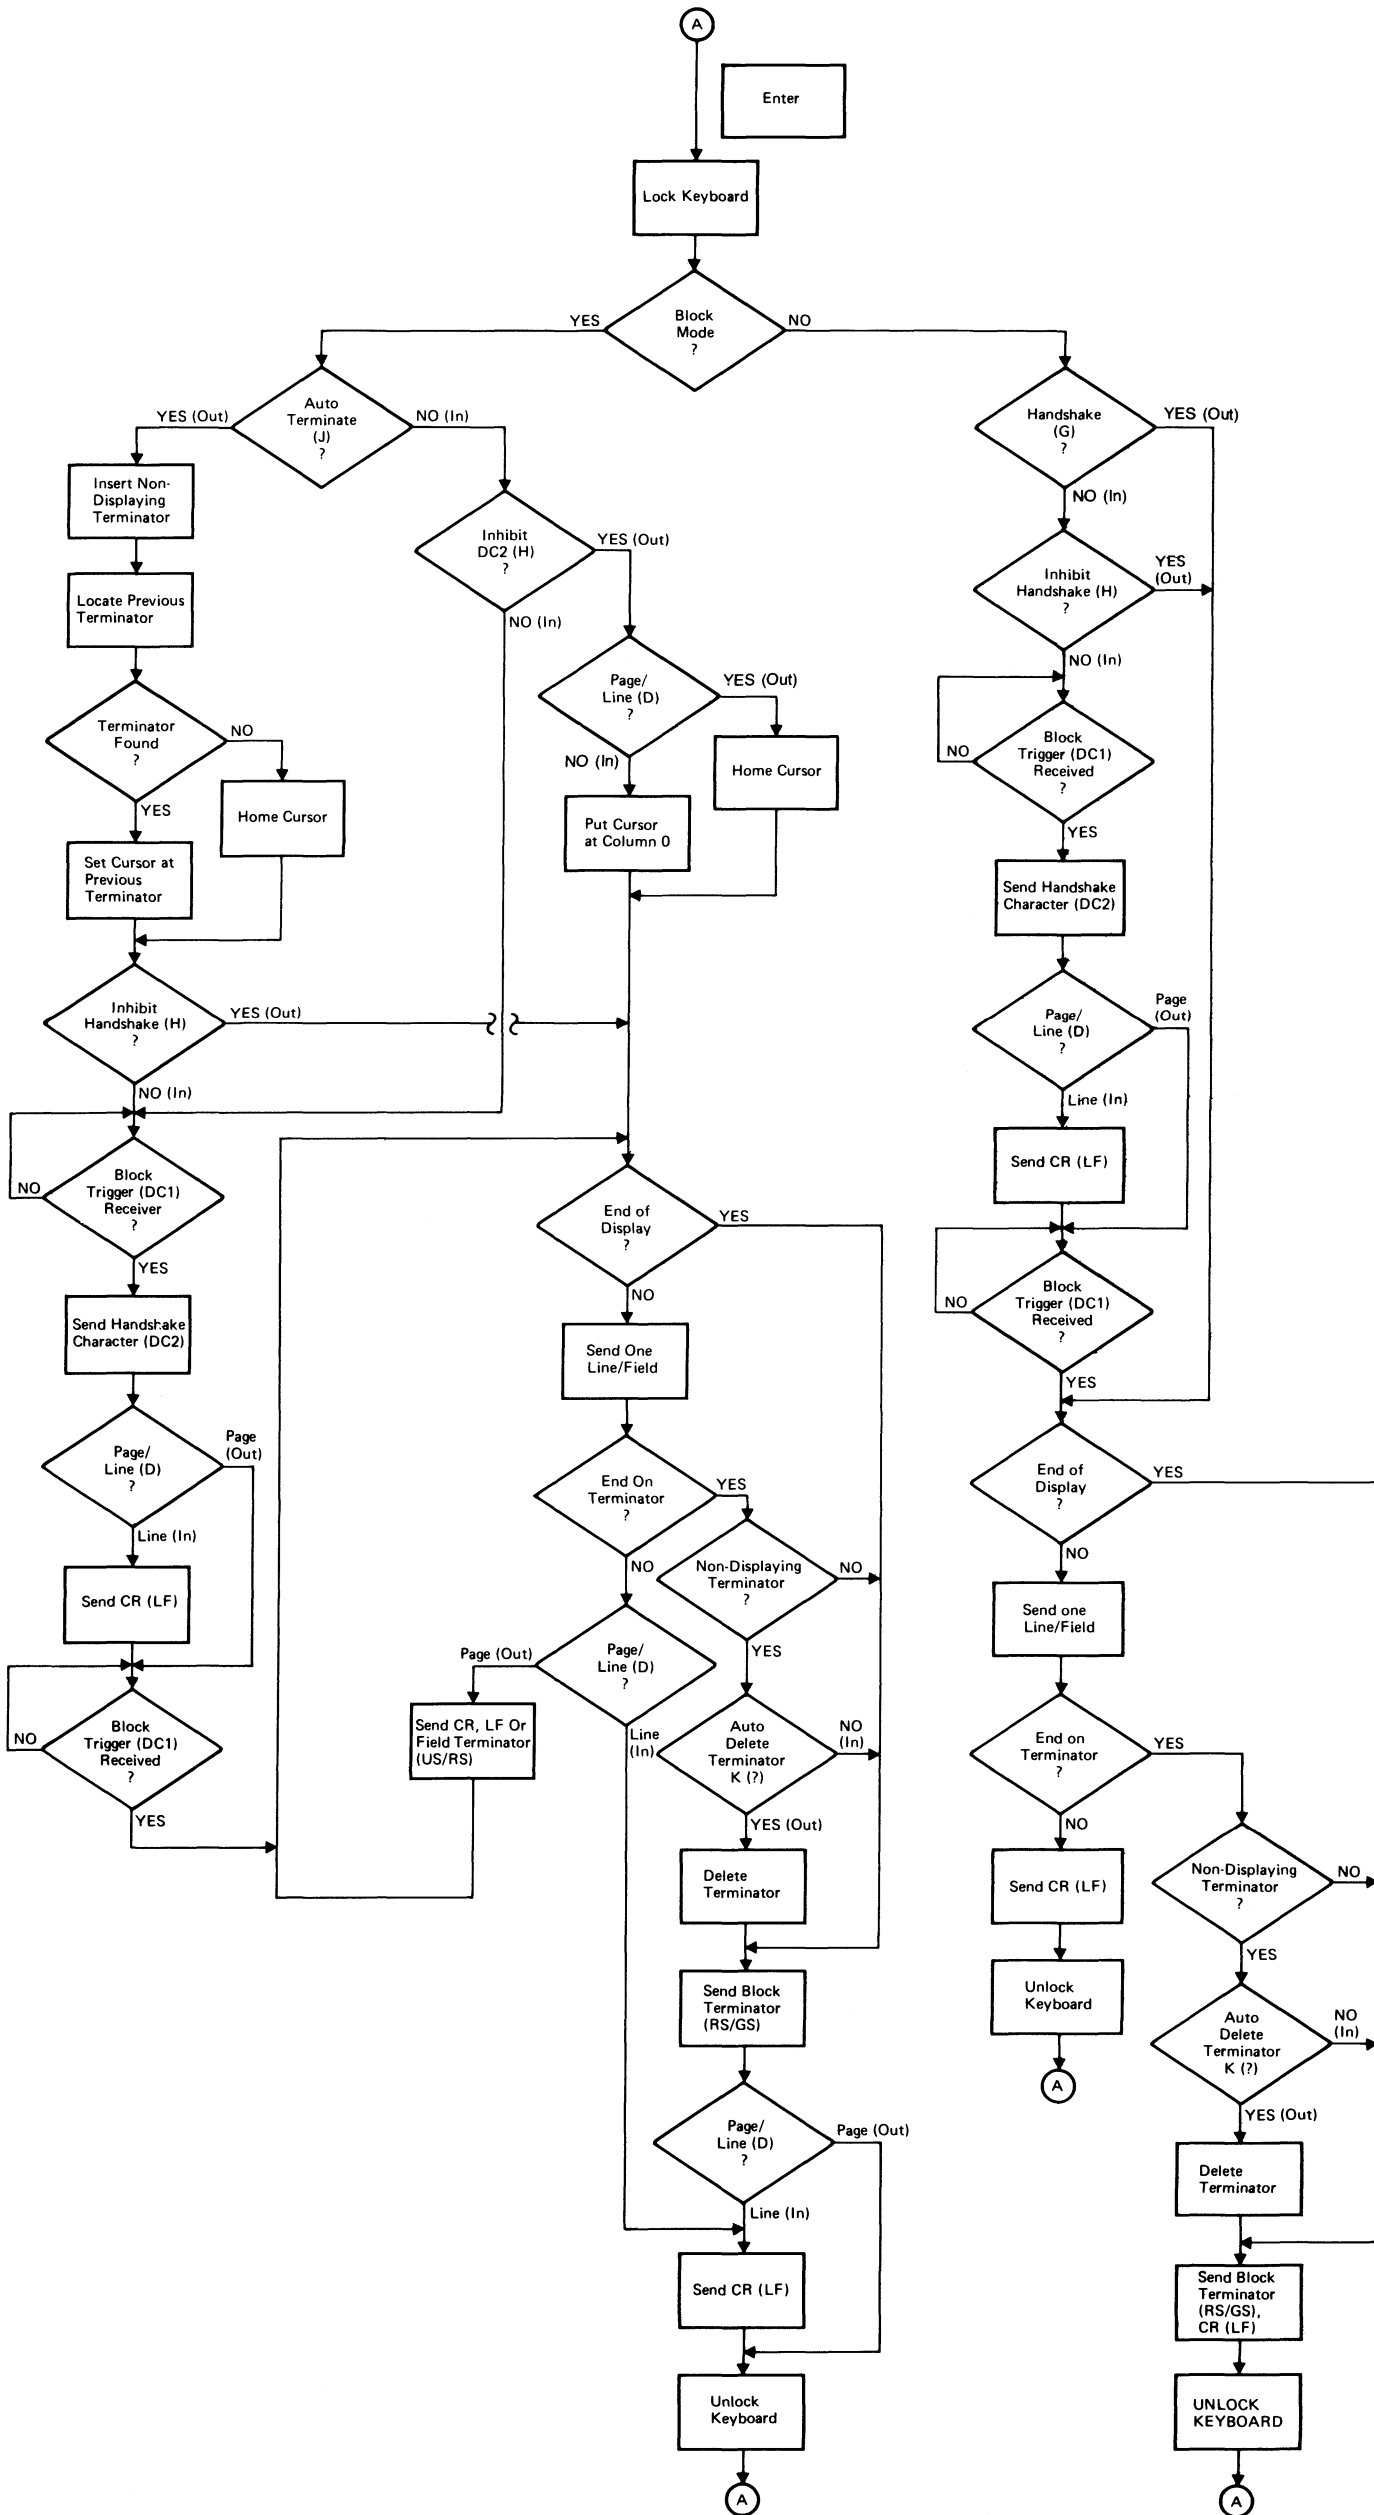 A
Enter
Lock Keyboard
Block
Mode
?
YES
NO
Auto
Terminate
(J)
?
YES (Out)
NO (In)
Handshake
(G)
?
YES (Out)
NO (In)
Insert Non-
Displaying
Terminator
Inhibit
DC2 (H)
?
YES (Out)
NO (In)
Inhibit
Handshake (H)
?
YES
(Out)
NO (In)
Locate Previous
Terminator
Page/
Line (D)
?
YES (Out)
NO (In)
Terminator
Found
?
NO
YES
Home Cursor
Home Cursor
Put Cursor
at Column 0
Block
Trigger (DC1)
Received
?
NO
YES
Set Cursor at
Previous
Terminator
Send Handshake
Character (DC2)
Inhibit
Handshake (H)
?
YES (Out)
NO (In)
Page/
Line (D)
?
Page
(Out)
Line (In)
Send CR (LF)
Block
Trigger (DC1)
Receiver
?
NO
YES
End of
Display
?
YES
NO
Block
Trigger (DC1)
Received
?
NO
YES
Send Handshake
Character (DC2)
Send One
Line/Field
Page/
Line (D)
?
Page
(Out)
Line (In)
End On
Terminator
?
YES
NO
End of
Display
?
YES
NO
Send CR (LF)
Non-Displaying
Terminator
?
NO
YES
Send one
Line/Field
Page/
Line (D)
?
Page (Out)
Line
(In)
Block
Trigger (DC1)
Received
?
NO
YES
Send CR, LF Or
Field Terminator
(US/RS)
Auto
Delete
Terminator
K (?)
NO
(In)
YES (Out)
End on
Terminator
?
YES
NO
Delete
Terminator
Send CR (LF)
Non-Displaying
Terminator
?
NO
YES
Send Block
Terminator
(RS/GS)
Unlock
Keyboard
A
Auto
Delete
Terminator
K (?)
NO
(In)
YES (Out)
Page/
Line (D)
?
Page (Out)
Line (In)
Delete
Terminator
Send CR (LF)
Send Block
Terminator
(RS/GS),
CR (LF)
Unlock
Keyboard
UNLOCK
KEYBOARD
A
A